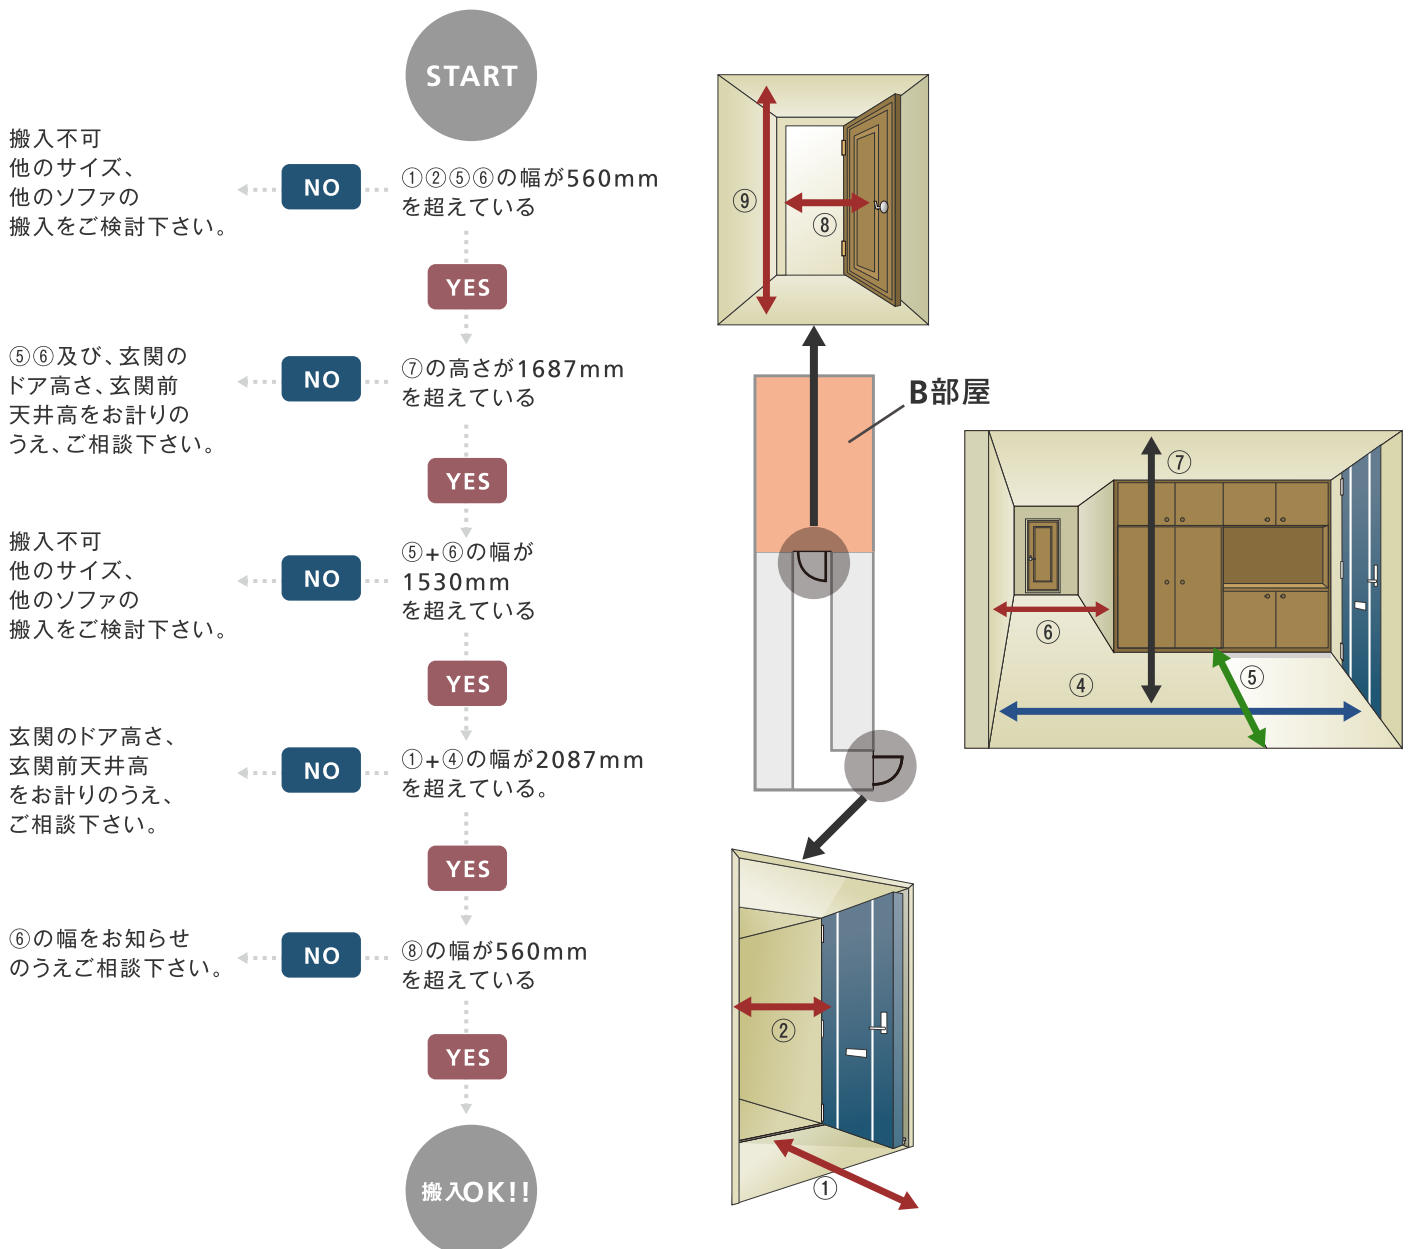 START
①②⑤⑥の幅が560mm
を超えている
NO
搬入不可
他のサイズ、
他のソファの
搬入をご検討下さい。
YES
⑦の高さが1687mm
を超えている
NO
⑤⑥及び、玄関の
ドア高さ、玄関前
天井高をお計りの
うえ、ご相談下さい。
YES
⑤+⑥の幅が
1530mm
を超えている
NO
搬入不可
他のサイズ、
他のソファの
搬入をご検討下さい。
YES
①+④の幅が2087mm
を超えている。
NO
玄関のドア高さ、
玄関前天井高
をお計りのうえ、
ご相談下さい。
YES
⑧の幅が560mm
を超えている
NO
⑥の幅をお知らせ
のうえご相談下さい。
YES
搬入OK!!
⑨
⑧
B部屋
⑦
⑥
⑤
④
②
①